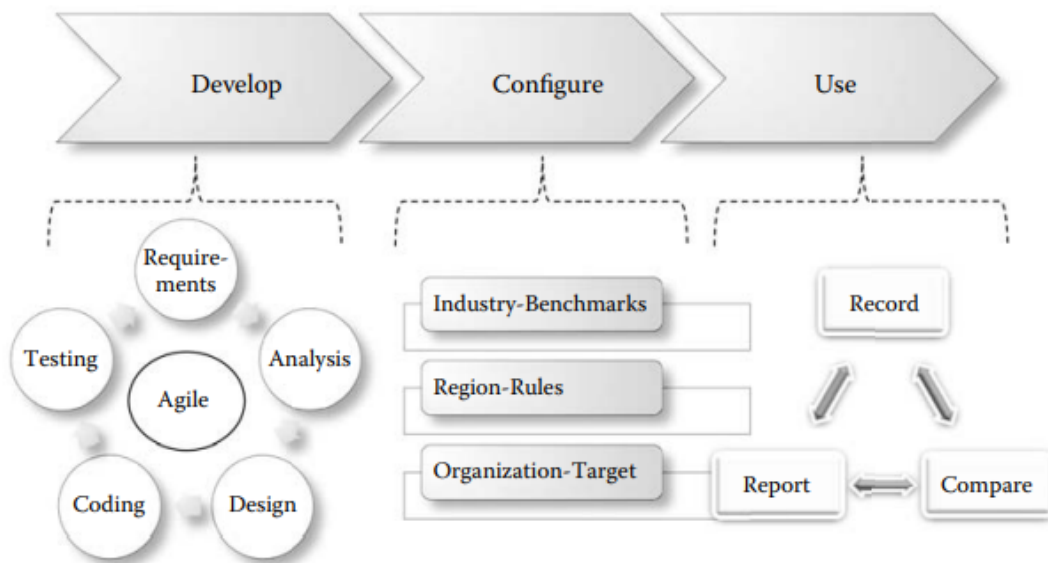 Develop
Configure
Use
Require-
ments
Testing
Analysis
Agile
Coding
Design
Industry-Benchmarks
Region-Rules
Organization-Target
Record
Report
Compare